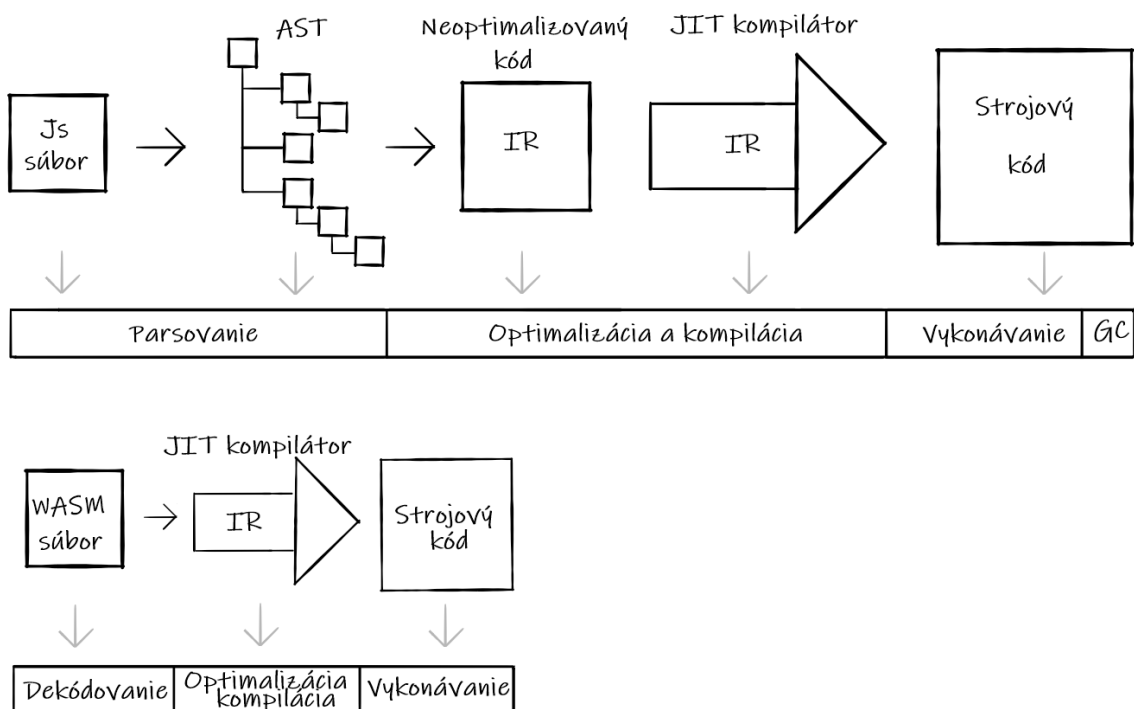 AST
Neoptimalizovaný
kód
JIT kompilátor
Js
súbor
IR
IR
Strojový
kód
Parsovanie
Optimalizácia a kompilácia
Vykonávanie
GC
JIT kompilátor
WASM
súbor
IR
Strojový
kód
Dekódovanie
Optimalizácia
kompilácia
Vykonávanie